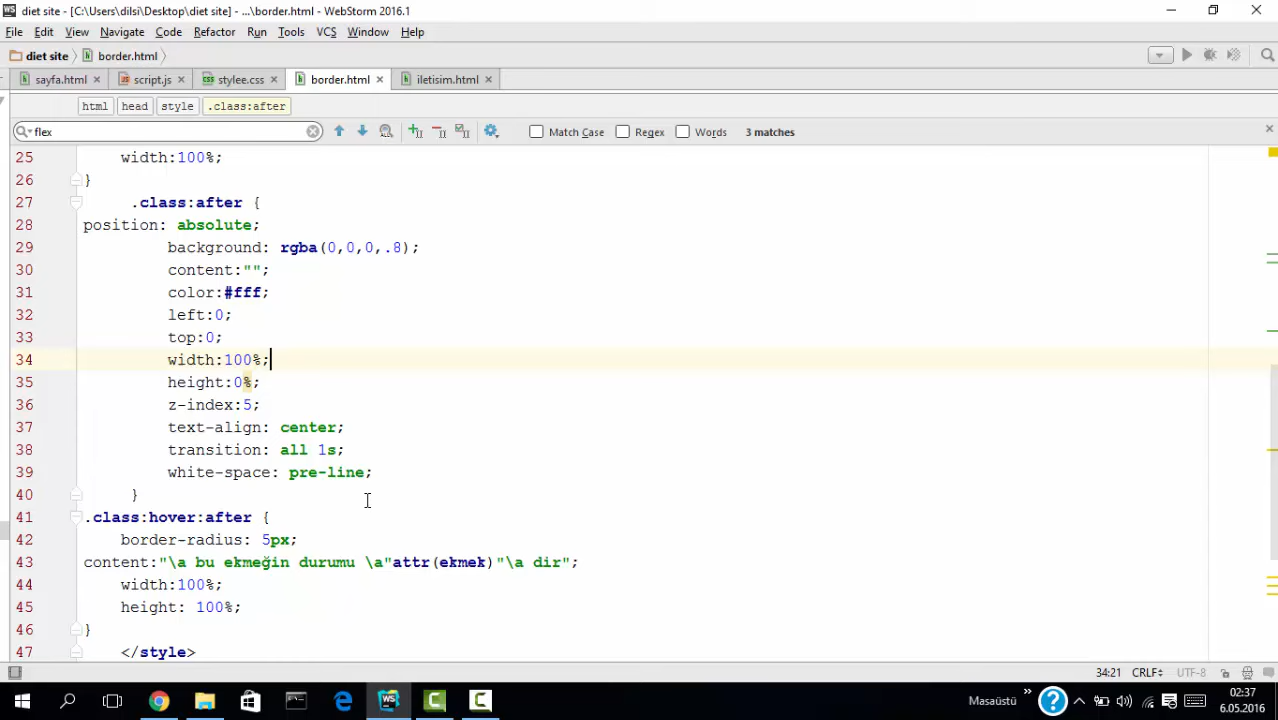 diet site - [C:\Users\dilsi\Desktop\diet site] - ...\border.html - WebStorm 2016.1
File Edit View Navigate Code Refactor Run Tools VCS Window Help
diet site border.html
sayfa.html script.js stylee.css border.html iletisim.html
html head style .class:after
flex Match Case Regex Words 3 matches
25 width:100%;
26 }
27 .class:after {
28 position: absolute;
29 background: rgba(0,0,0,.8);
30 content:"";
31 color:#fff;
32 left:0;
33 top:0;
34 width:100%;
35 height:0%;
36 z-index:5;
37 text-align: center;
38 transition: all 1s;
39 white-space: pre-line;
40 }
41 .class:hover:after {
42 border-radius: 5px;
43 content:"\a bu ekmeğin durumu \a"attr(ekmek)"\a dir";
44 width:100%;
45 height: 100%;
46 }
47 </style>
34:21 CRLF UTF-8
Masaüstü 02:37
6.05.2016